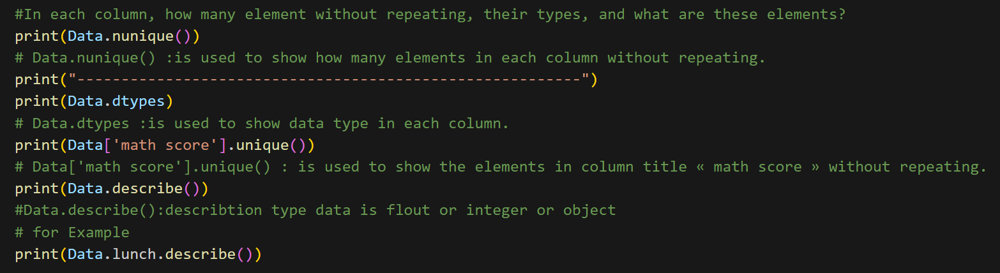 #In each column, how many element without repeating, their types, and what are these elements?
print(Data.nunique())
# Data.nunique() :is used to show how many elements in each column without repeating.
print("---------------------------------------------------------")
print(Data.dtypes)
# Data.dtypes :is used to show data type in each column.
print(Data['math score'].unique())
# Data['math score'].unique() : is used to show the elements in column title « math score » without repeating.
print(Data.describe())
#Data.describe():describtion type data is flout or integer or object
# for Example
print(Data.lunch.describe())